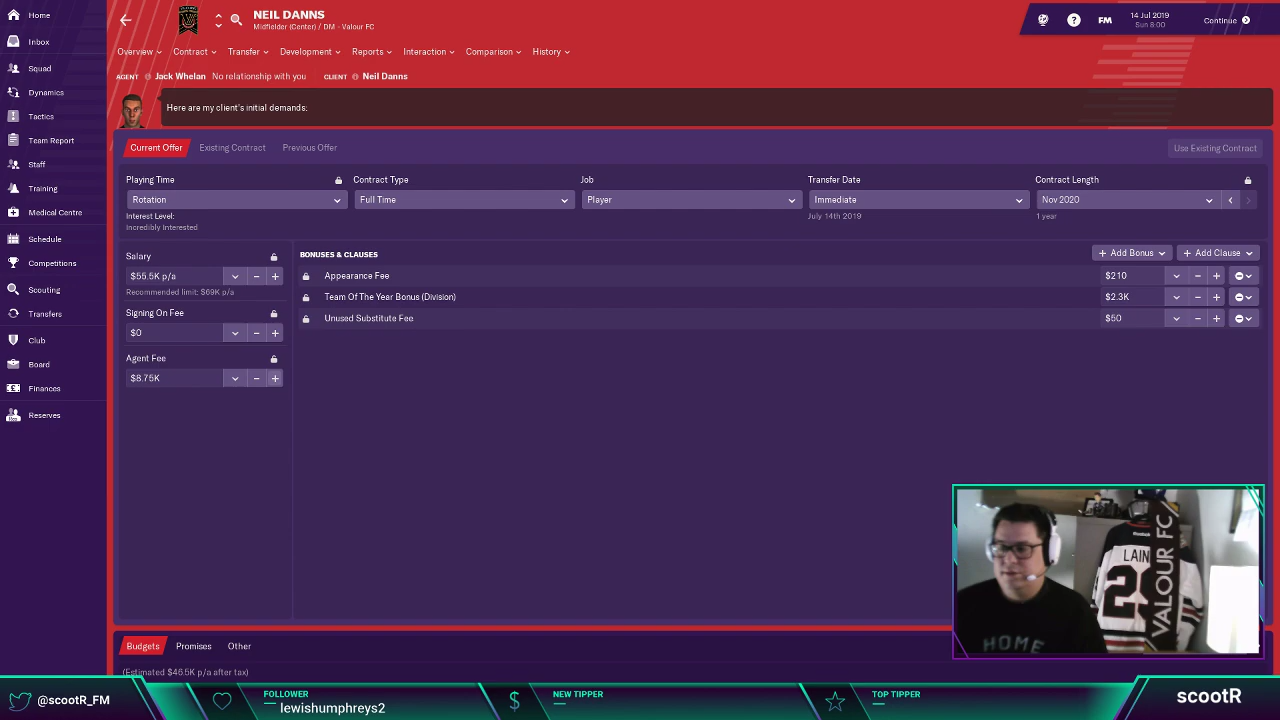 NEIL DANNS
Midfielder (Center) / DM - Valour FC
FM
14 Jul 2019
Sun 8:00
Continue
Home
Inbox
Squad
Dynamics
Tactics
Team Report
Staff
Training
Medical Centre
Schedule
Competitions
Scouting
Transfers
Club
Board
Finances
Reserves
Overview
Contract
Transfer
Development
Reports
Interaction
Comparison
History
AGENT Jack Whelan No relationship with you CLIENT Neil Danns
Here are my client's initial demands:
Current Offer
Existing Contract
Previous Offer
Use Existing Contract
Playing Time
Contract Type
Job
Transfer Date
Contract Length
Rotation
Full Time
Player
Immediate
Nov 2020
Interest Level:
Incredibly Interested
July 14th 2019
1 year
Salary
$55.5K p/a
Recommended limit: $69K p/a
Signing On Fee
$0
Agent Fee
$8.75K
BONUSES & CLAUSES
Add Bonus
Add Clause
Appearance Fee $210
Team Of The Year Bonus (Division) $2.3K
Unused Substitute Fee $50
LAIN
2
VALOUR FC
HOME
Budgets
Promises
Other
(Estimated $46.5K p/a after tax)
@scootR_FM
FOLLOWER
lewishumphreys2
NEW TIPPER
TOP TIPPER
scootR